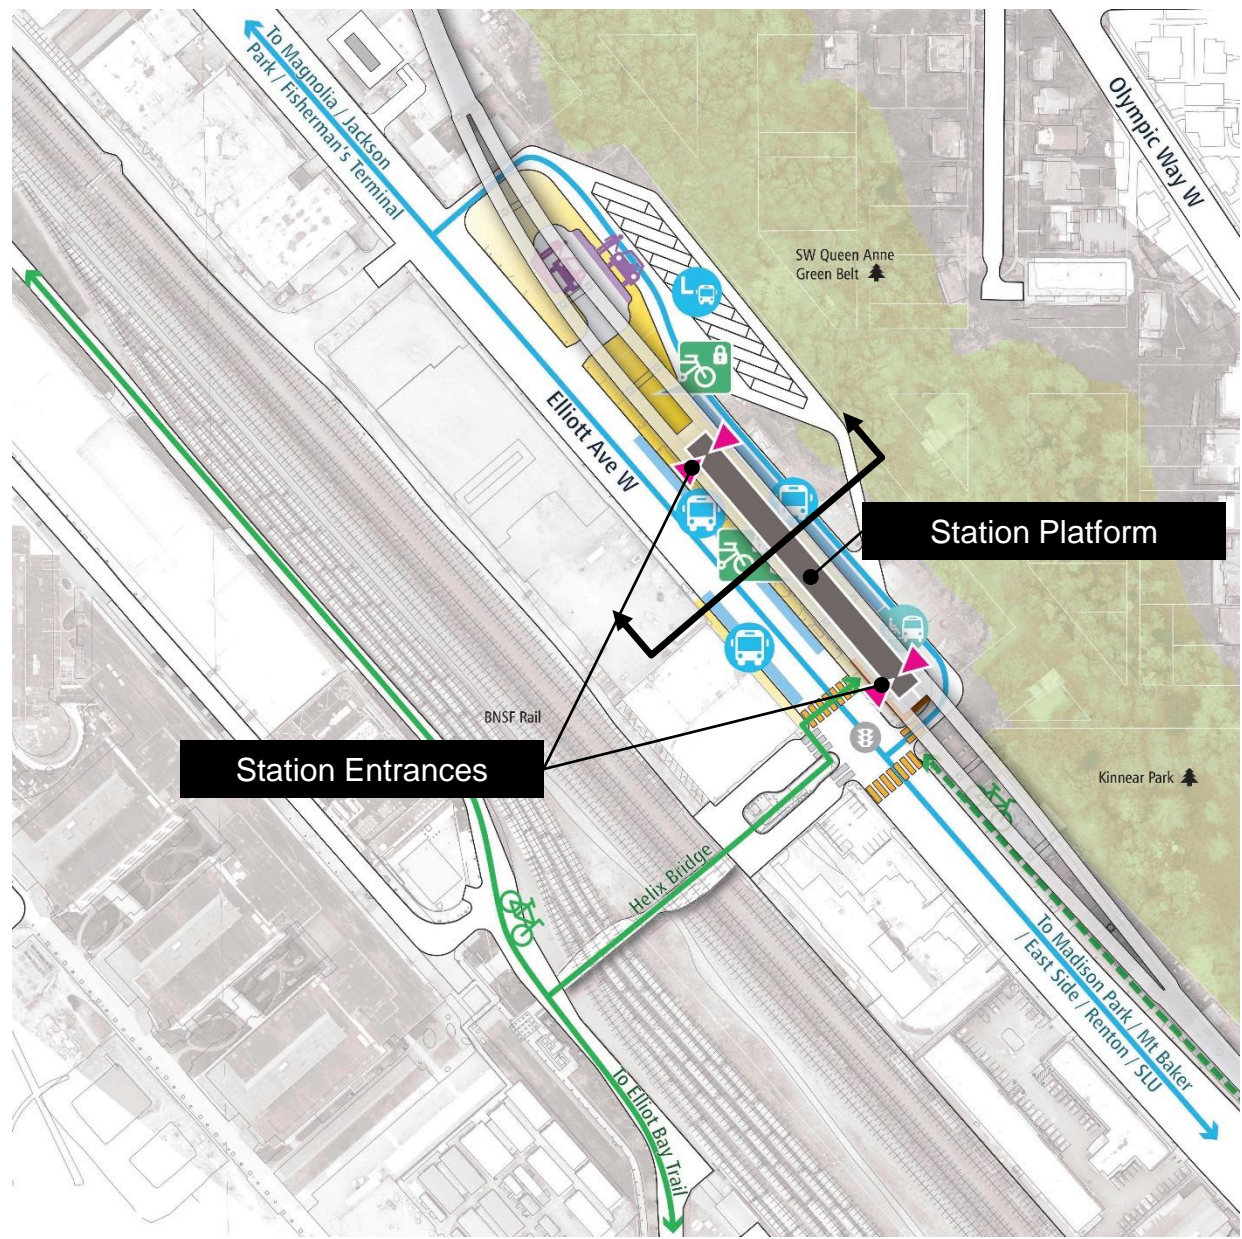 To Magnolia / Jackson
Park / Fisherman's Terminal
Olympic Way W
SW Queen Anne
Green Belt
L
Elliott Ave W
Station Platform
BNSF Rail
Station Entrances
Kinnear Park
Helix Bridge
To Madison Park / Mt Baker
/ East Side / Renton / SLU
To Elliot Bay Trail